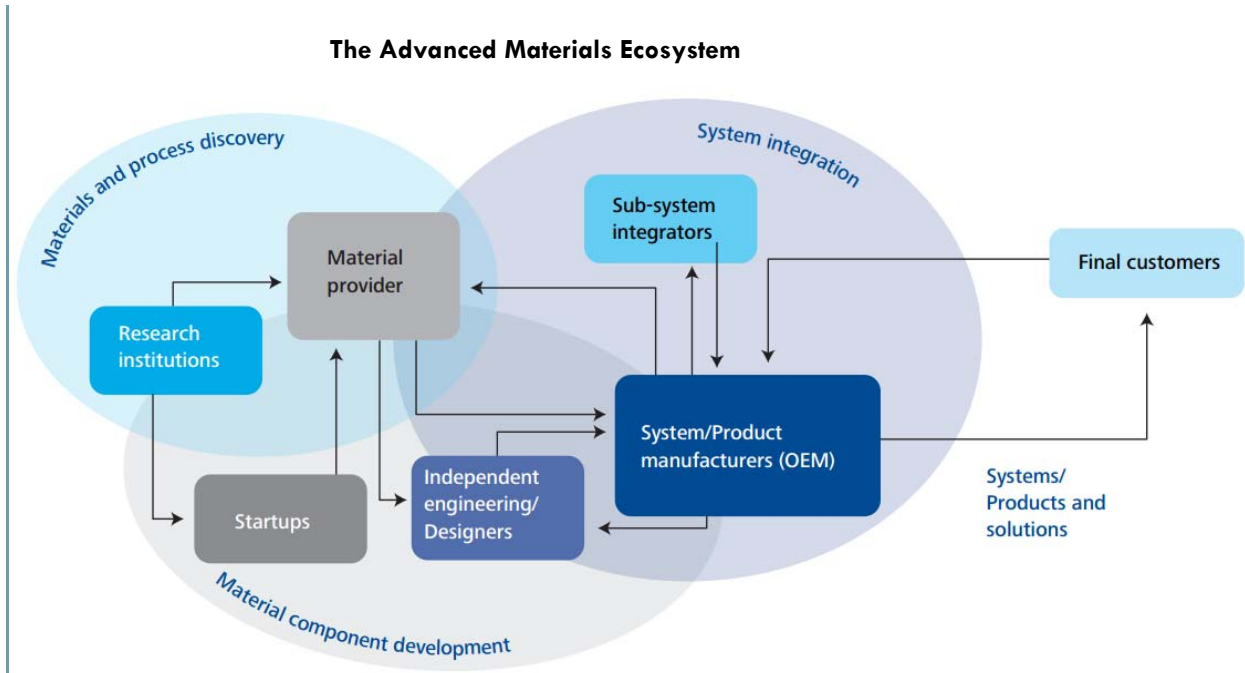 The Advanced Materials Ecosystem
Materials and process discovery
System integration
Sub-system
integrators
Material
provider
Final customers
Research
institutions
System/Product
manufacturers (OEM)
Independent
engineering/
Designers
Systems/
Products and
solutions
Startups
Material component development